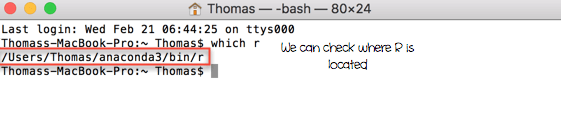 Thomas — -bash — 80×24
Last login: Wed Feb 21 06:44:25 on ttys000
Thomass-MacBook-Pro:~ Thomas$ which r
We can check where R is
/Users/Thomas/anaconda3/bin/r
located
Thomass-MacBook-Pro:~ Thomas$